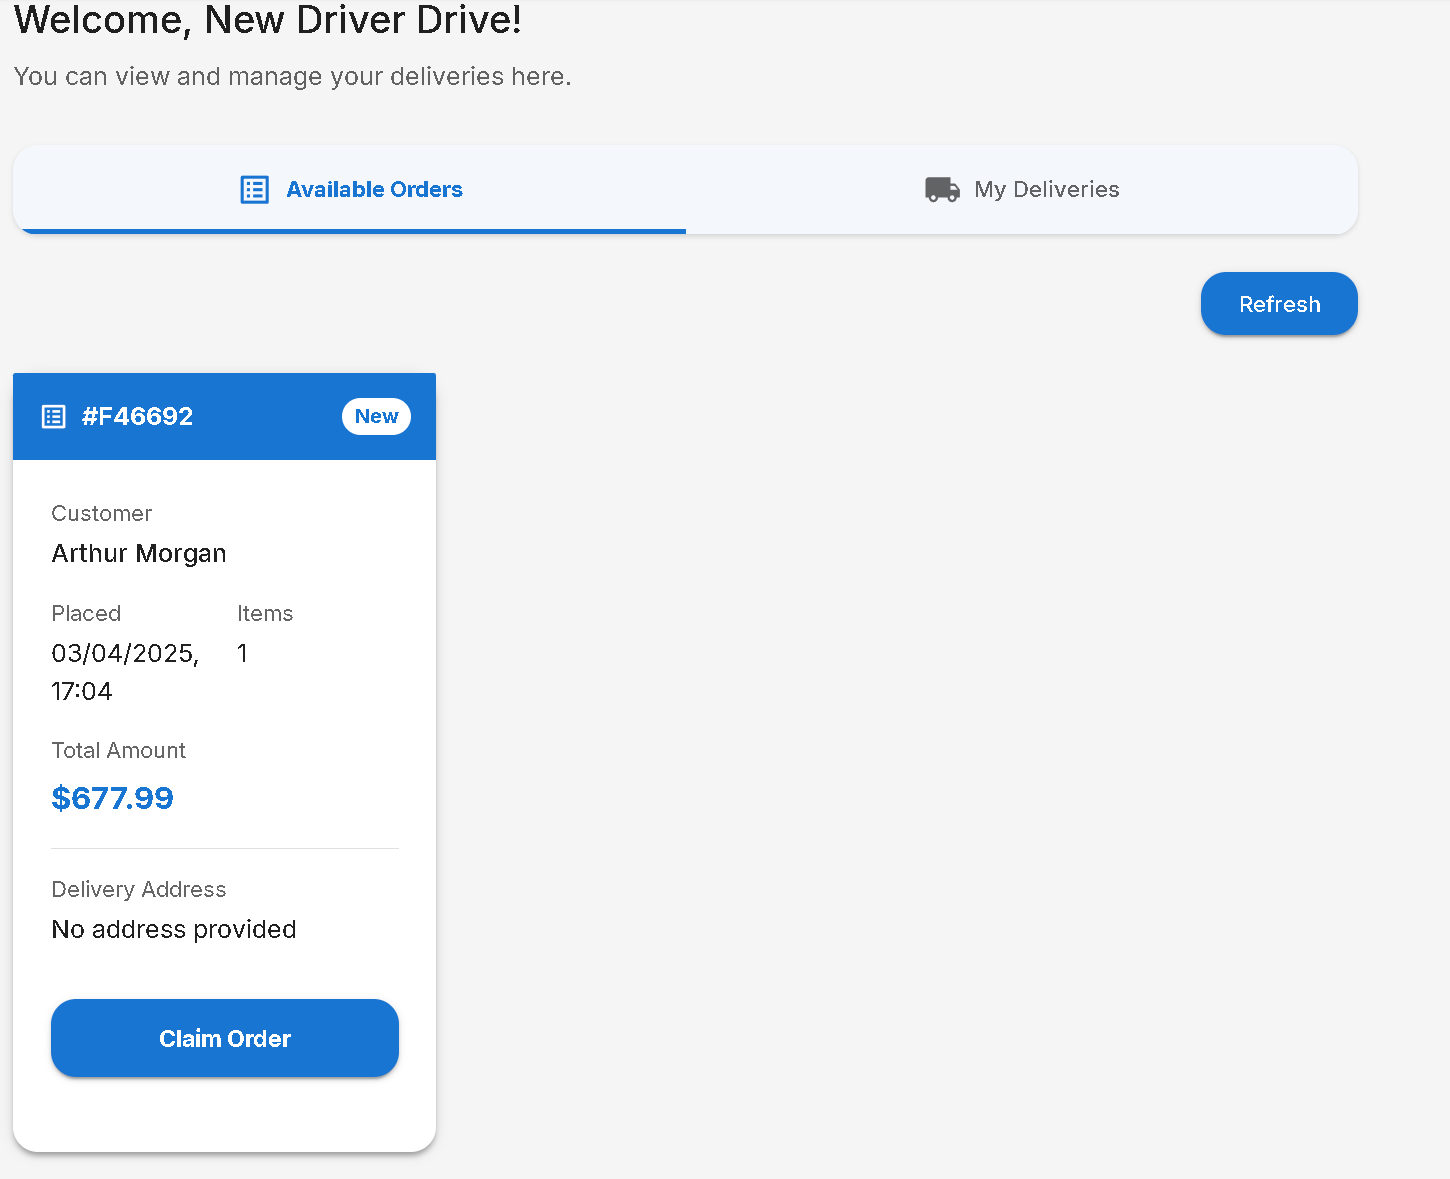 Welcome, New Driver Drive!
You can view and manage your deliveries here.
Available Orders
My Deliveries
Refresh
#F46692
New
Customer
Arthur Morgan
Placed
Items
03/04/2025,
1
17:04
Total Amount
$677.99
Delivery Address
No address provided
Claim Order